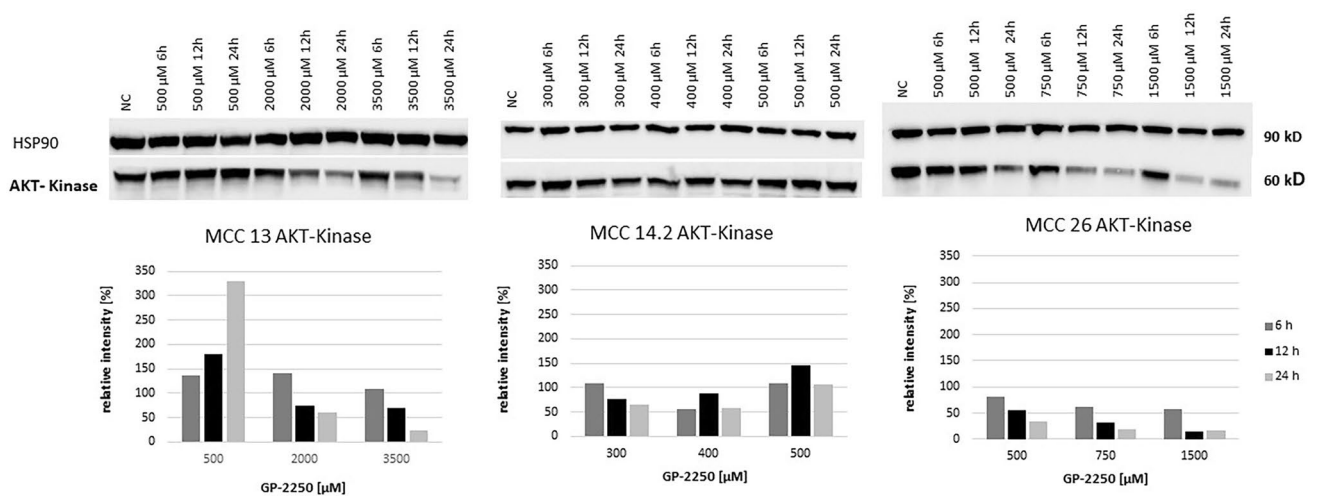 NC
500 µM 6h
500 µM 12h
500 µM 24h
2000 µM 6h
2000 µM 12h
2000 µM 24h
3500 µM 6h
3500 µM 12h
3500 µM 24h
NC
300 µM 6h
300 µM 12h
300 µM 24h
400 µM 6h
400 µM 12h
400 µM 24h
500 µM 6h
500 µM 12h
500 µM 24h
NC
500 µM 6h
500 µM 12h
500 µM 24h
750 µM 6h
750 µM 12h
750 µM 24h
1500 µM 6h
1500 µM 12h
1500 µM 24h
HSP90
90 kD
AKT- Kinase
60 kD
MCC 13 AKT-Kinase
relative intensity [%]
350
300
250
200
150
100
50
0
500 2000 3500
GP-2250 [µM]
MCC 14.2 AKT-Kinase
relative intensity [%]
350
300
250
200
150
100
50
0
300 400 500
GP-2250 [µM]
MCC 26 AKT-Kinase
relative intensity [%]
350
300
250
200
150
100
50
0
500 750 1500
GP-2250 [µM]
6 h
12 h
24 h